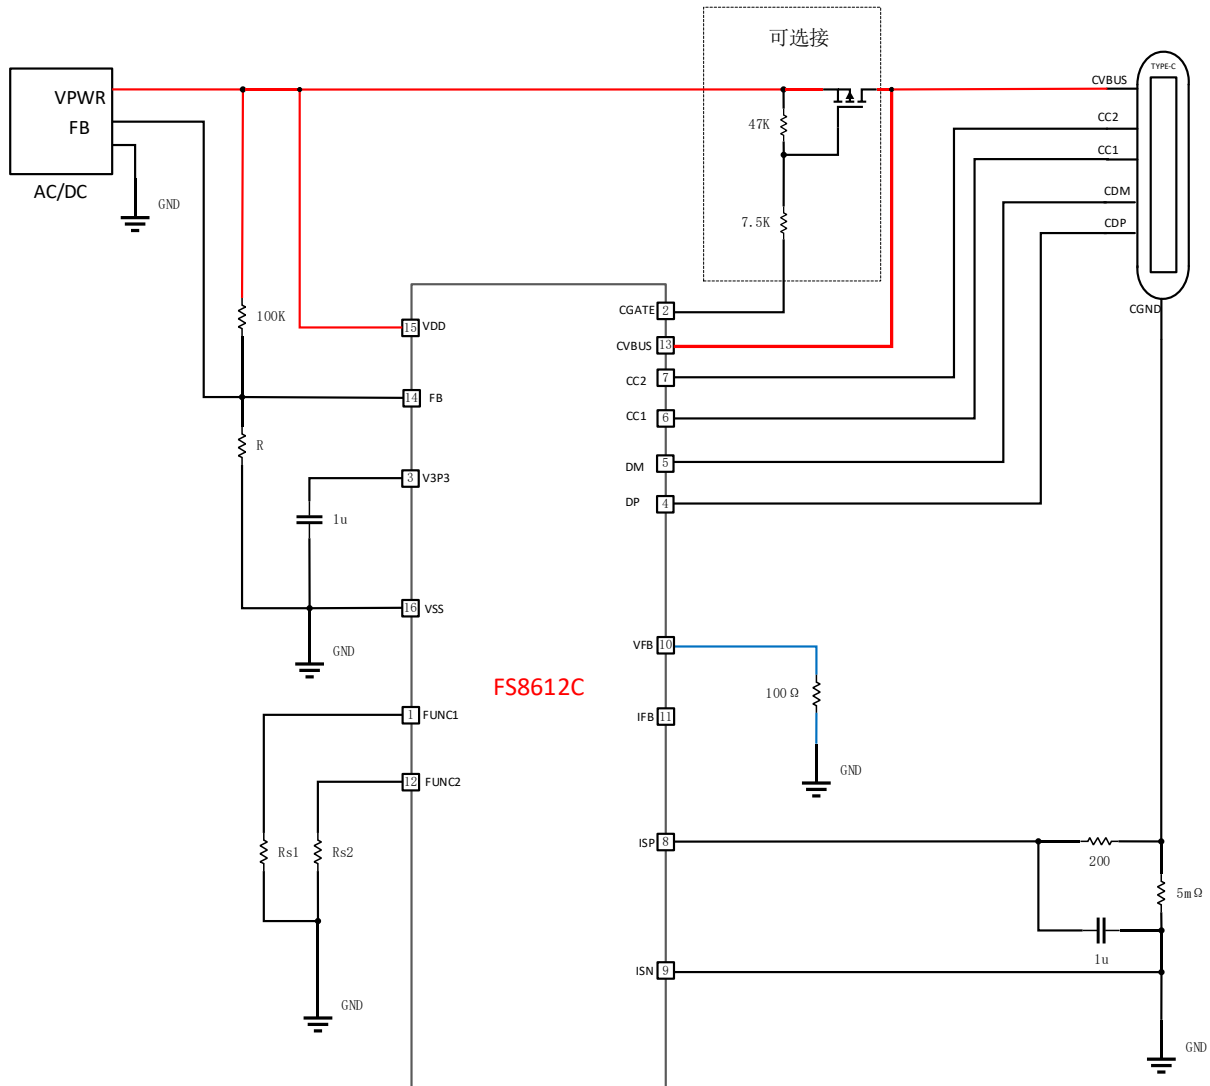 可选接
TYPE-C
VPWR
FB
AC/DC
GND
CVBUS
CC2
CC1
CDM
CDP
CGND
47K
7.5K
100K
R
1u
GND
15 VDD
14 FB
3 V3P3
16 VSS
1 FUNC1
12 FUNC2
CGATE 2
CVBUS 13
CC2 7
CC1 6
DM 5
DP 4
VFB 10
IFB 11
ISP 8
ISN 9
FS8612C
100Ω
GND
Rs1
Rs2
GND
200
5mΩ
1u
GND